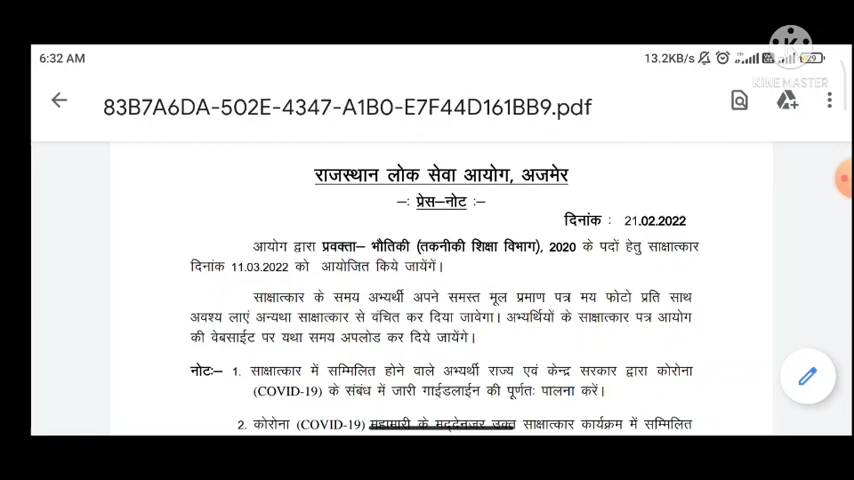 6:32 AM 13.2KB/s 29
KINEMASTER
83B7A6DA-502E-4347-A1B0-E7F44D161BB9.pdf
राजस्थान लोक सेवा आयोग, अजमेर
–: प्रेस–नोट :–
दिनांक : 21.02.2022
आयोग द्वारा प्रवक्ता– भौतिकी (तकनीकी शिक्षा विभाग), 2020 के पदों हेतु साक्षात्कार
दिनांक 11.03.2022 को आयोजित किये जायेंगें।
साक्षात्कार के समय अभ्यर्थी अपने समस्त मूल प्रमाण पत्र मय फोटो प्रति साथ
अवश्य लाएं अन्यथा साक्षात्कार से वंचित कर दिया जावेगा। अभ्यर्थियों के साक्षात्कार पत्र आयोग
की वेबसाईट पर यथा समय अपलोड कर दिये जायेंगे।
नोटः– 1. साक्षात्कार में सम्मिलित होने वाले अभ्यर्थी राज्य एवं केन्द्र सरकार द्वारा कोरोना
(COVID-19) के संबंध में जारी गाईडलाईन की पूर्णतः पालना करें।
2. कोरोना (COVID-19) महामारी के मद्देनजर उक्त साक्षात्कार कार्यक्रम में सम्मिलित